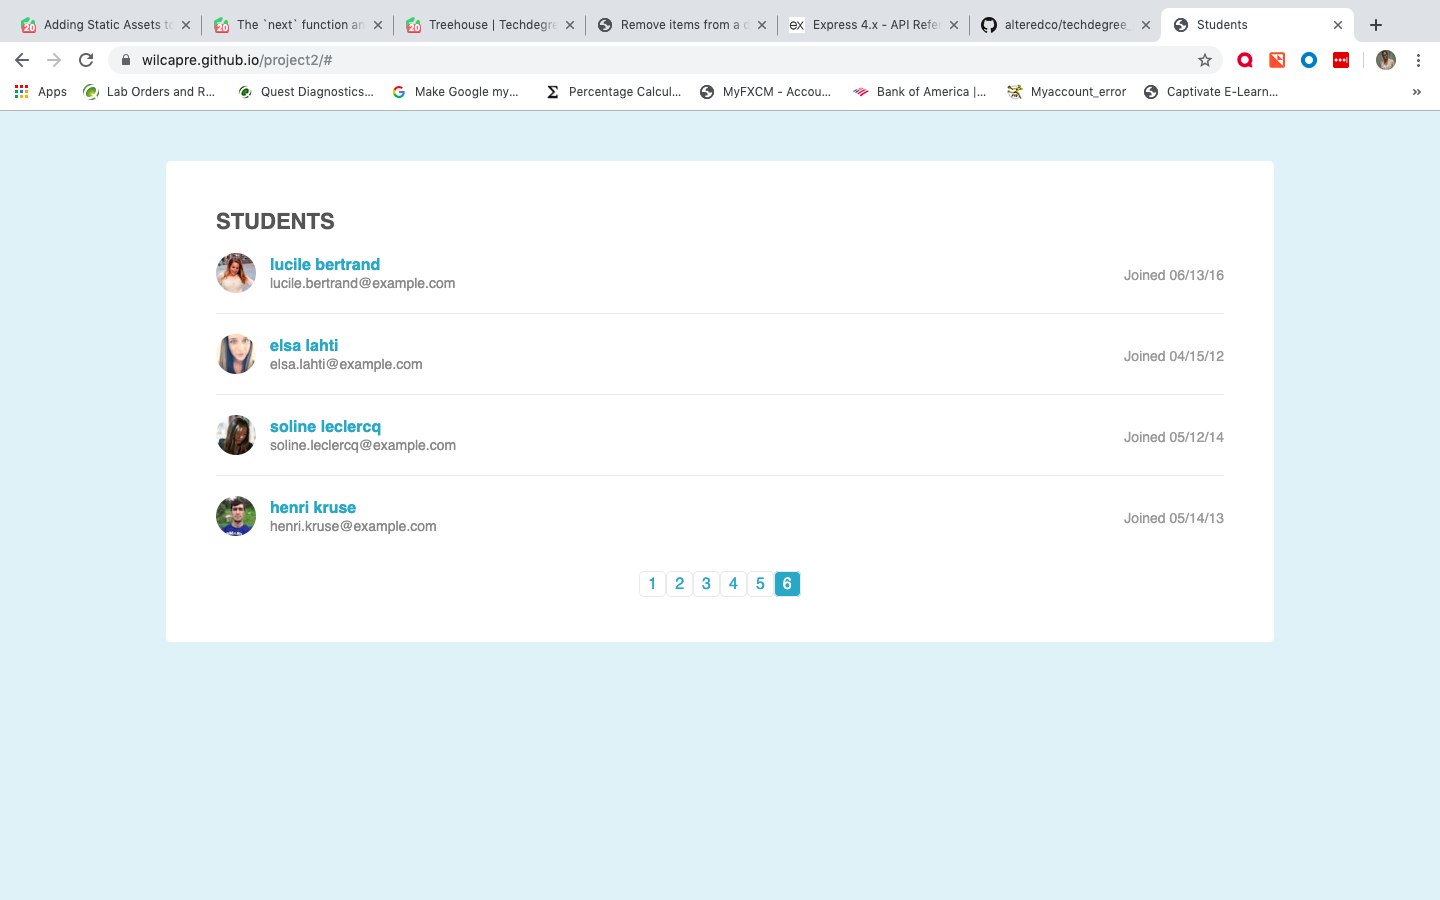 Adding Static Assets to
The `next` function an
Treehouse | Techdegre
Remove items from a
Express 4.x - API Refer
alteredco/techdegree_
Students
wilcapre.github.io/project2/#
Apps
Lab Orders and R...
Quest Diagnostics...
Make Google my...
Percentage Calcul...
MyFXCM - Accou...
Bank of America |...
Myaccount_error
Captivate E-Learn...
»
STUDENTS
lucile bertrand
lucile.bertrand@example.com
Joined 06/13/16
elsa lahti
elsa.lahti@example.com
Joined 04/15/12
soline leclercq
soline.leclercq@example.com
Joined 05/12/14
henri kruse
henri.kruse@example.com
Joined 05/14/13
1 2 3 4 5 6